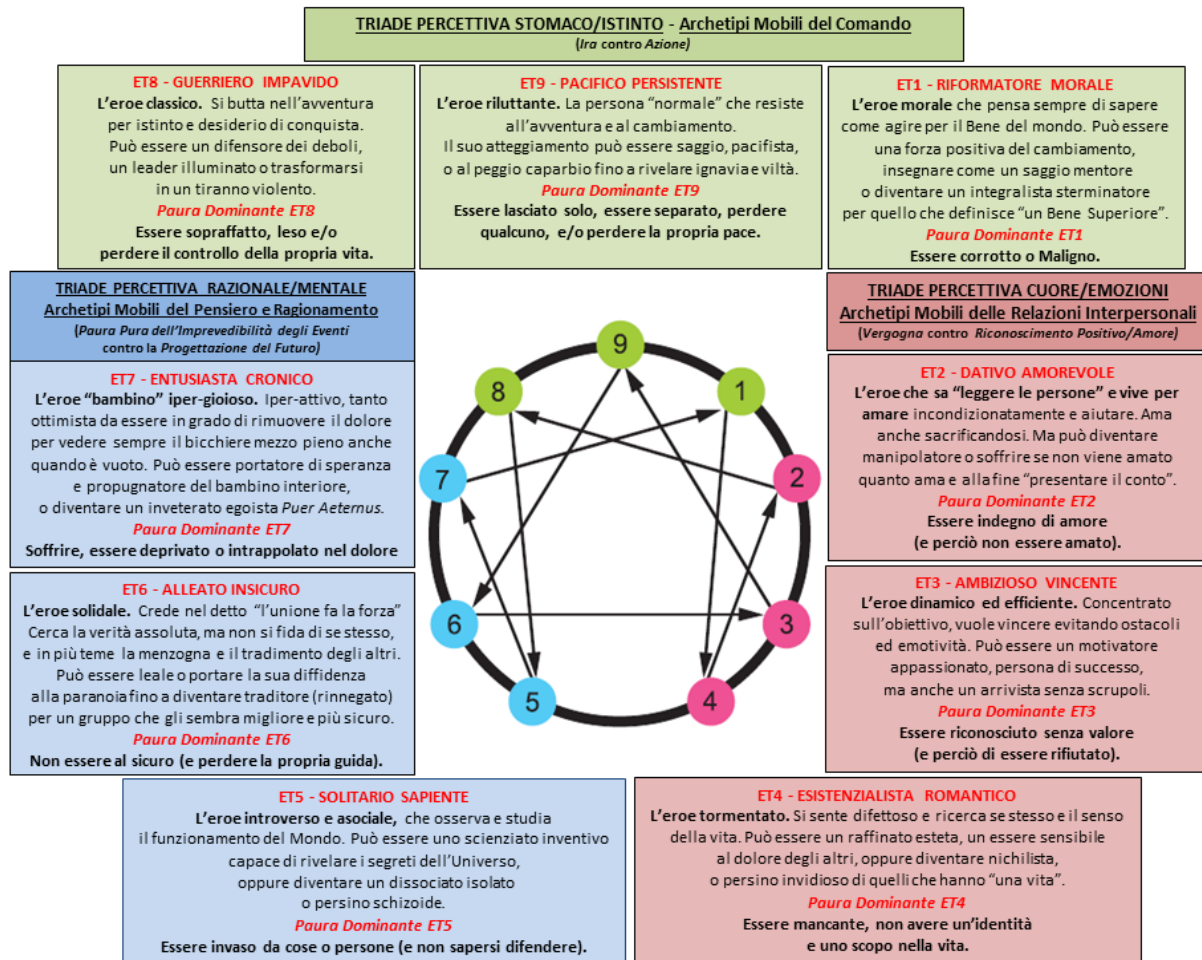 TRIADE PERCETTIVA STOMACO/ISTINTO - Archetipi Mobili del Comando
(Ira contro Azione)
ET8 - GUERRIERO IMPAVIDO
L'eroe classico. Si butta nell'avventura
per istinto e desiderio di conquista.
Può essere un difensore dei deboli,
un leader illuminato o trasformarsi
in un tiranno violento.
Paura Dominante ET8
Essere sopraffatto, leso e/o
perdere il controllo della propria vita.
ET9 - PACIFICO PERSISTENTE
L'eroe riluttante. La persona "normale" che resiste
all'avventura e al cambiamento.
Il suo atteggiamento può essere saggio, pacifista,
o al peggio caparbio fino a rivelare ignavia e viltà.
Paura Dominante ET9
Essere lasciato solo, essere separato, perdere
qualcuno, e/o perdere la propria pace.
ET1 - RIFORMATORE MORALE
L'eroe morale che pensa sempre di sapere
come agire per il Bene del mondo. Può essere
una forza positiva del cambiamento,
insegnare come un saggio mentore
o diventare un integralista sterminatore
per quello che definisce "un Bene Superiore".
Paura Dominante ET1
Essere corrotto o Maligno.
TRIADE PERCETTIVA RAZIONALE/MENTALE
Archetipi Mobili del Pensiero e Ragionamento
(Paura Pura dell'Imprevedibilità degli Eventi
contro la Progettazione del Futuro)
ET7 - ENTUSIASTA CRONICO
L'eroe "bambino" iper-gioioso. Iper-attivo, tanto
ottimista da essere in grado di rimuovere il dolore
per vedere sempre il bicchiere mezzo pieno anche
quando è vuoto. Può essere portatore di speranza
e propugnatore del bambino interiore,
o diventare un inveterato egoista Puer Aeternus.
Paura Dominante ET7
Soffrire, essere deprivato o intrappolato nel dolore
ET6 - ALLEATO INSICURO
L'eroe solidale. Crede nel detto "l'unione fa la forza"
Cerca la verità assoluta, ma non si fida di se stesso,
e in più teme la menzogna e il tradimento degli altri.
Può essere leale o portare la sua diffidenza
alla paranoia fino a diventare traditore (rinnegato)
per un gruppo che gli sembra migliore e più sicuro.
Paura Dominante ET6
Non essere al sicuro (e perdere la propria guida).
9
8
1
7
2
6
3
5
4
TRIADE PERCETTIVA CUORE/EMOZIONI
Archetipi Mobili delle Relazioni Interpersonali
(Vergogna contro Riconoscimento Positivo/Amore)
ET2 - DATIVO AMOREVOLE
L'eroe che sa "leggere le persone" e vive per
amare incondizionatamente e aiutare. Ama
anche sacrificandosi. Ma può diventare
manipolatore o soffrire se non viene amato
quanto ama e alla fine "presentare il conto".
Paura Dominante ET2
Essere indegno di amore
(e perciò non essere amato).
ET3 - AMBIZIOSO VINCENTE
L'eroe dinamico ed efficiente. Concentrato
sull'obiettivo, vuole vincere evitando ostacoli
ed emotività. Può essere un motivatore
appassionato, persona di successo,
ma anche un arrivista senza scrupoli.
Paura Dominante ET3
Essere riconosciuto senza valore
(e perciò di essere rifiutato).
ET5 - SOLITARIO SAPIENTE
L'eroe introverso e asociale, che osserva e studia
il funzionamento del Mondo. Può essere uno scienziato inventivo
capace di rivelare i segreti dell'Universo,
oppure diventare un dissociato isolato
o persino schizoide.
Paura Dominante ET5
Essere invaso da cose o persone (e non sapersi difendere).
ET4 - ESISTENZIALISTA ROMANTICO
L'eroe tormentato. Si sente difettoso e ricerca se stesso e il senso
della vita. Può essere un raffinato esteta, un essere sensibile
al dolore degli altri, oppure diventare nichilista,
o persino invidioso di quelli che hanno "una vita".
Paura Dominante ET4
Essere mancante, non avere un'identità
e uno scopo nella vita.